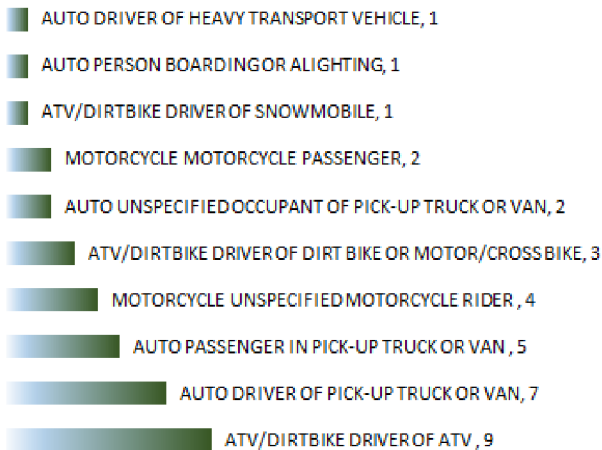 AUTO DRIVER OF HEAVY TRANSPORT VEHICLE, 1
AUTO PERSON BOARDING OR ALIGHTING, 1
ATV/DIRTBIKE DRIVER OF SNOWMOBILE, 1
MOTORCYCLE MOTORCYCLE PASSENGER, 2
AUTO UNSPECIFIED OCCUPANT OF PICK-UP TRUCK OR VAN, 2
ATV/DIRTBIKE DRIVER OF DIRT BIKE OR MOTOR/CROSS BIKE, 3
MOTORCYCLE UNSPECIFIED MOTORCYCLE RIDER , 4
AUTO PASSENGER IN PICK-UP TRUCK OR VAN , 5
AUTO DRIVER OF PICK-UP TRUCK OR VAN, 7
ATV/DIRTBIKE DRIVER OF ATV , 9